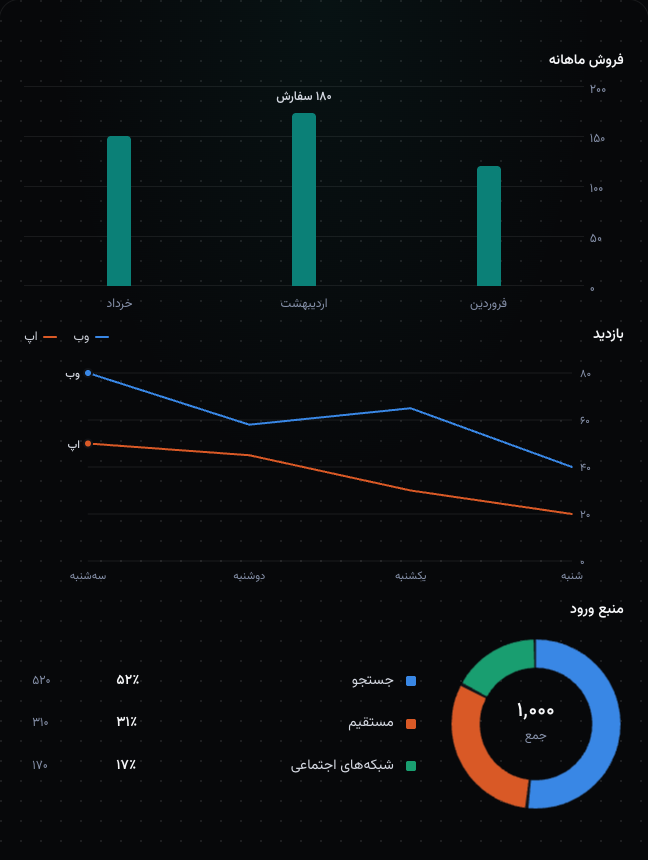 فروش ماهانه
۲۰۰
۱۸۰ سفارش
۱۵۰
۱۰۰
۵۰
۰
فروردین
اردیبهشت
خرداد
بازدید
وب
اپ
۸۰
وب
۶۰
اپ
۴۰
۲۰
۰
شنبه
یکشنبه
دوشنبه
سه‌شنبه
منبع ورود
۱,۰۰۰
جمع
جستجو ۵۲٪ ۵۲۰
مستقیم ۳۱٪ ۳۱۰
شبکه‌های اجتماعی ۱۷٪ ۱۷۰